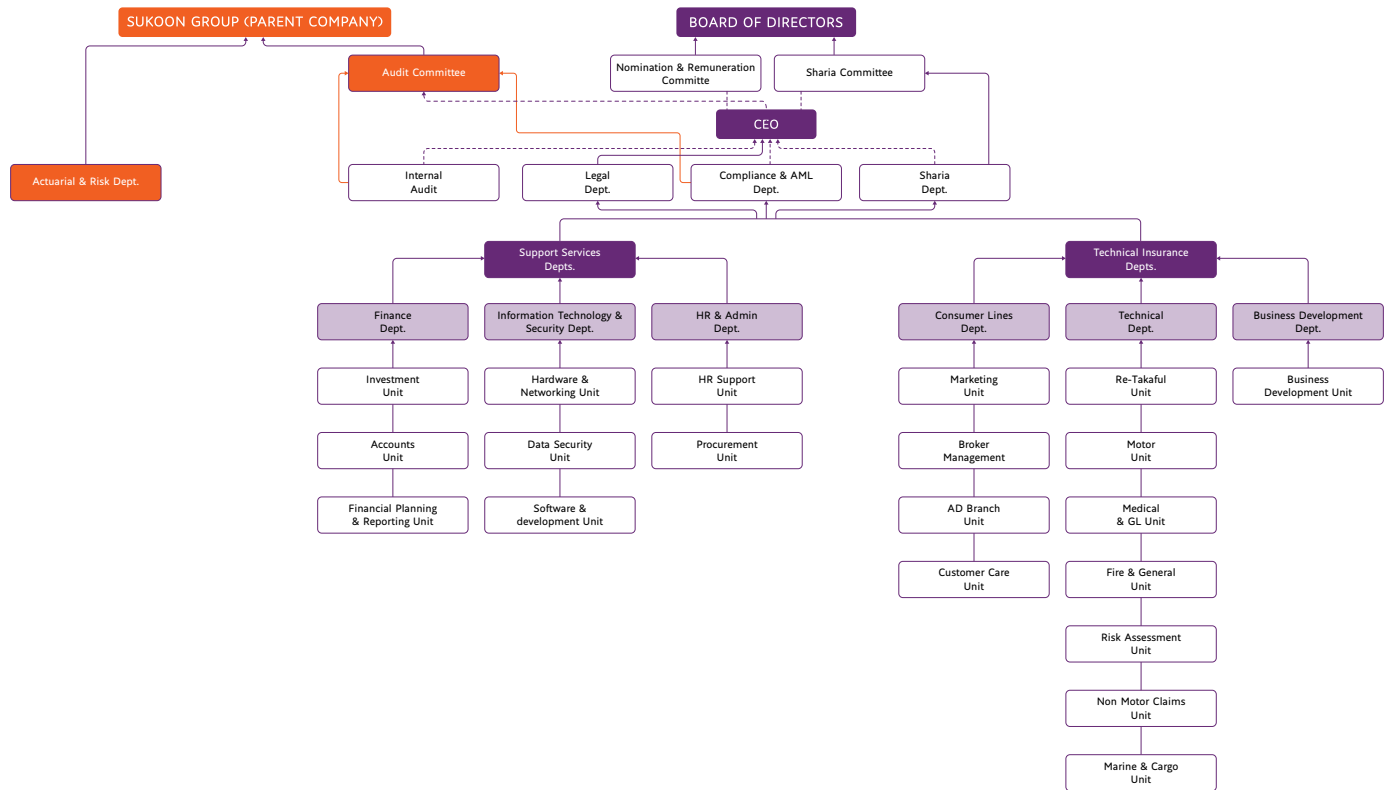 SUKOON GROUP (PARENT COMPANY)
BOARD OF DIRECTORS
Audit Committee
Nomination & Remuneration
Committe
Sharia Committee
CEO
Actuarial & Risk Dept.
Internal
Audit
Legal
Dept.
Compliance & AML
Dept.
Sharia
Dept.
Support Services
Depts.
Technical Insurance
Depts.
Finance
Dept.
Information Technology &
Security Dept.
HR & Admin
Dept.
Consumer Lines
Dept.
Technical
Dept.
Business Development
Dept.
Investment
Unit
Hardware &
Networking Unit
HR Support
Unit
Marketing
Unit
Re-Takaful
Unit
Business
Development Unit
Accounts
Unit
Data Security
Unit
Procurement
Unit
Broker
Management
Motor
Unit
Financial Planning
& Reporting Unit
Software &
development Unit
AD Branch
Unit
Medical
& GL Unit
Customer Care
Unit
Fire & General
Unit
Risk Assessment
Unit
Non Motor Claims
Unit
Marine & Cargo
Unit